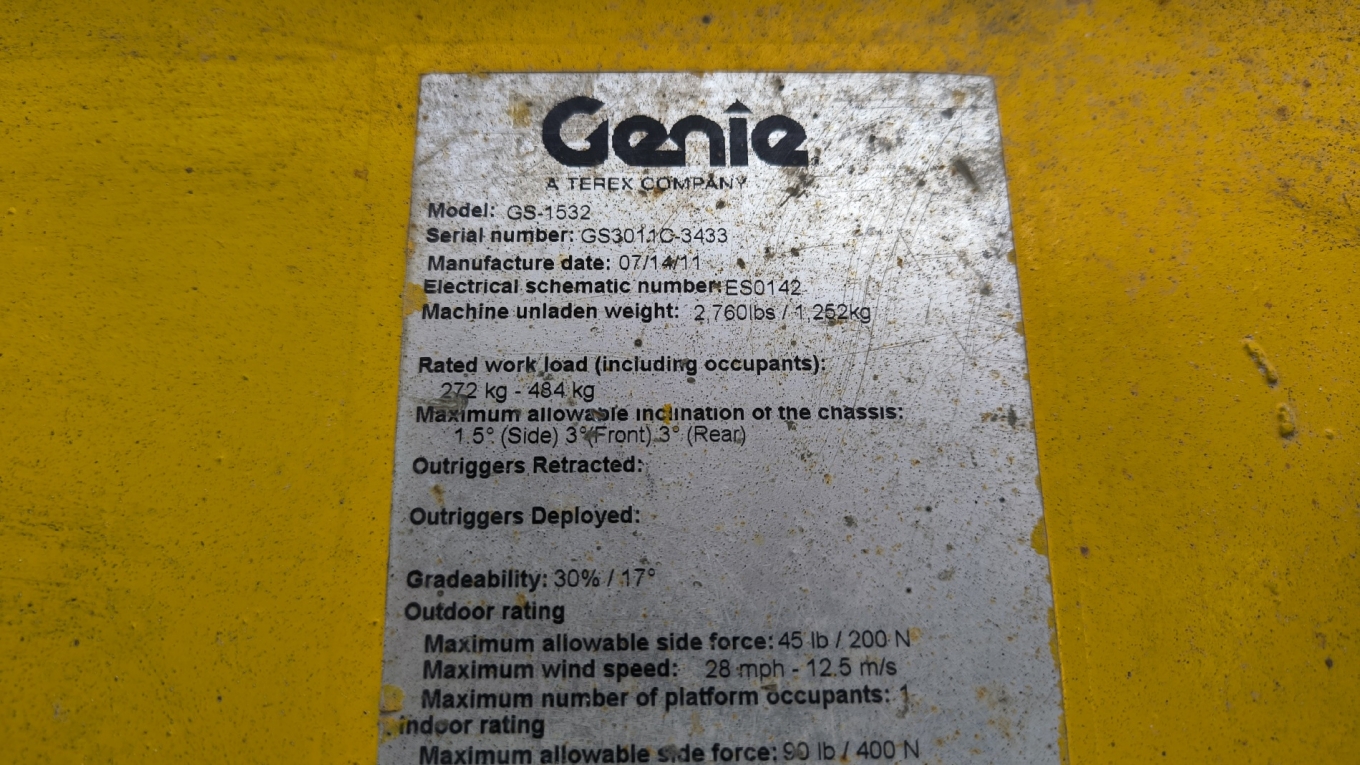 Genie
A TEREX COMPANY
Model: GS-1532
Serial number: GS3011C-3433
Manufacture date: 07/14/11
Electrical schematic number: ES0142
Machine unladen weight: 2,760lbs / 1,252kg
Rated work load (including occupants):
272 kg - 484 kg
Maximum allowable inclination of the chassis:
1.5° (Side) 3°(Front) 3° (Rear)
Outriggers Retracted:
Outriggers Deployed:
Gradeability: 30% / 17°
Outdoor rating
Maximum allowable side force: 45 lb / 200 N
Maximum wind speed: 28 mph - 12.5 m/s
Maximum number of platform occupants: 1
indoor rating
Maximum allowable side force: 90 lb / 400 N